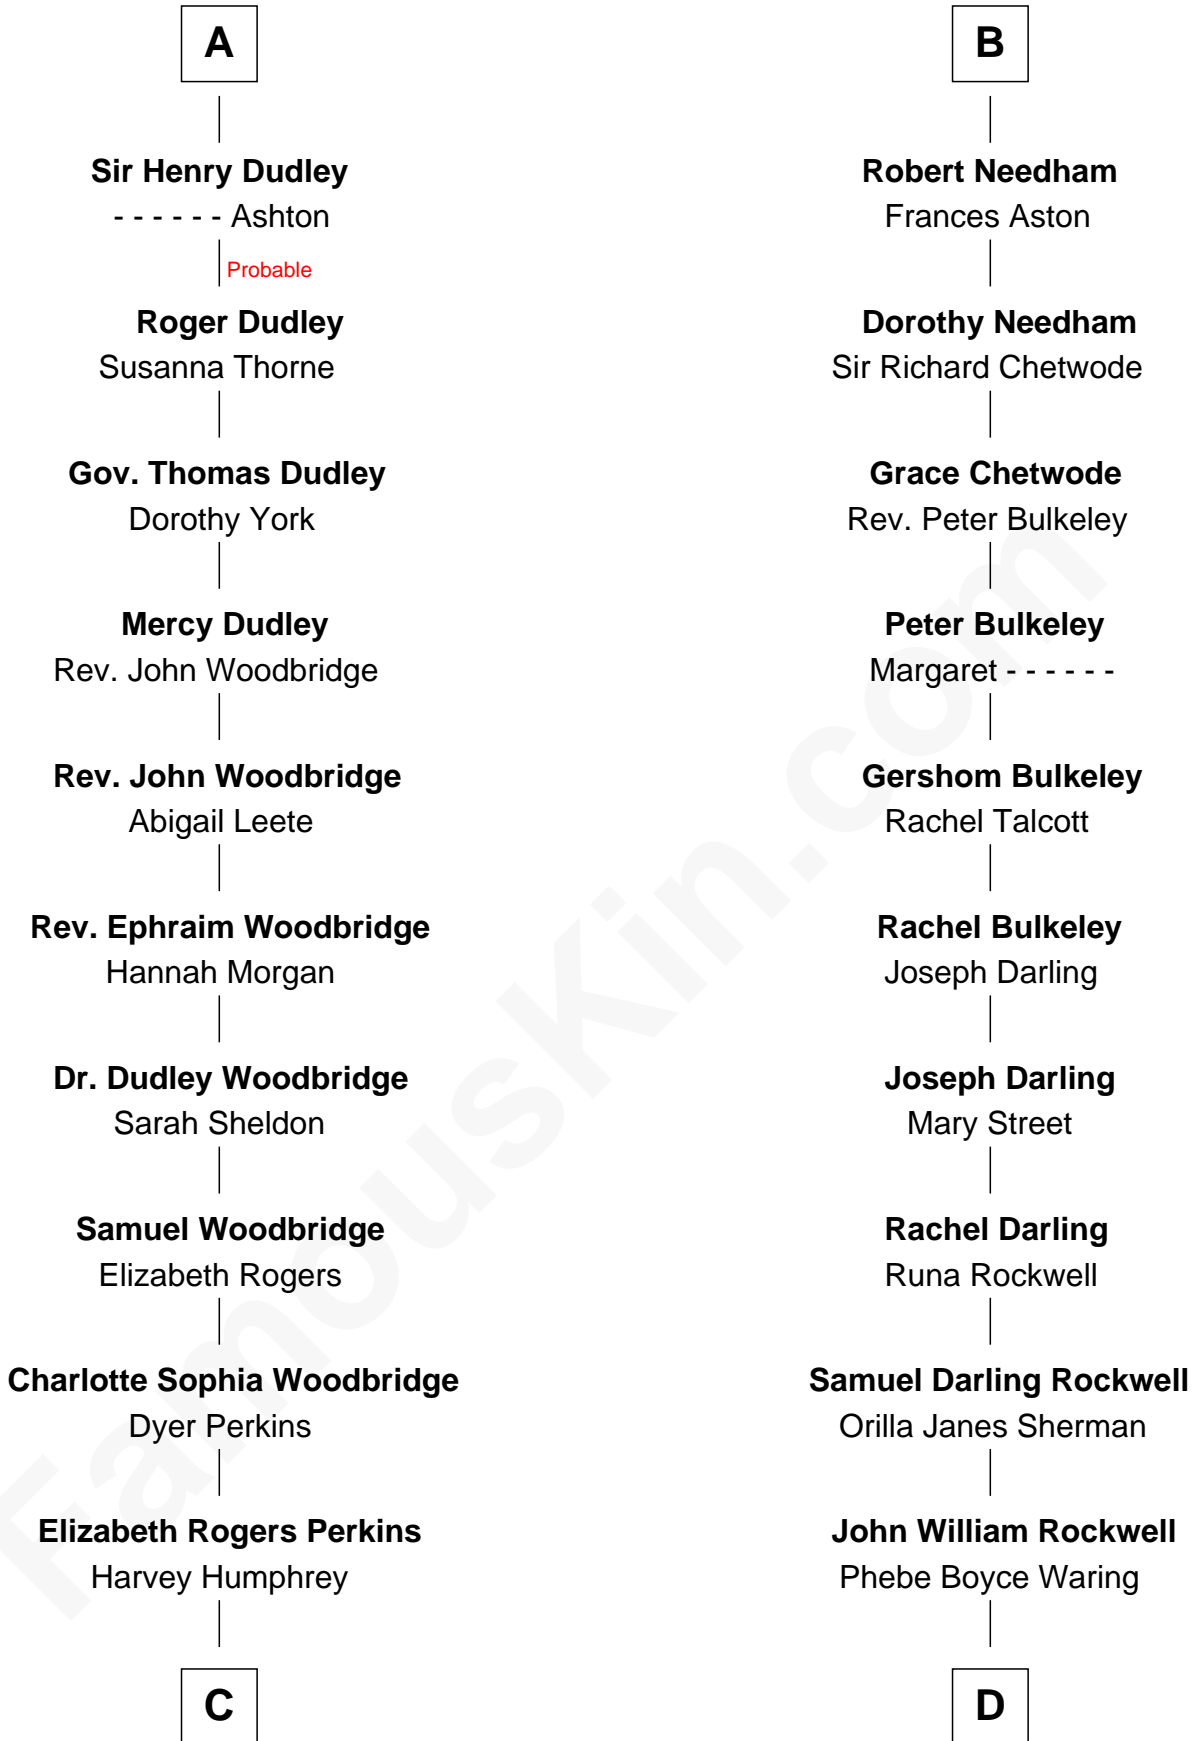 A
Sir Henry Dudley
- - - - - - Ashton
Probable
Roger Dudley
Susanna Thorne
Gov. Thomas Dudley
Dorothy York
Mercy Dudley
Rev. John Woodbridge
Rev. John Woodbridge
Abigail Leete
Rev. Ephraim Woodbridge
Hannah Morgan
Dr. Dudley Woodbridge
Sarah Sheldon
Samuel Woodbridge
Elizabeth Rogers
Charlotte Sophia Woodbridge
Dyer Perkins
Elizabeth Rogers Perkins
Harvey Humphrey
C
B
Robert Needham
Frances Aston
Dorothy Needham
Sir Richard Chetwode
Grace Chetwode
Rev. Peter Bulkeley
Peter Bulkeley
Margaret - - - - - -
Gershom Bulkeley
Rachel Talcott
Rachel Bulkeley
Joseph Darling
Joseph Darling
Mary Street
Rachel Darling
Runa Rockwell
Samuel Darling Rockwell
Orilla Janes Sherman
John William Rockwell
Phebe Boyce Waring
D
FamousKin.com